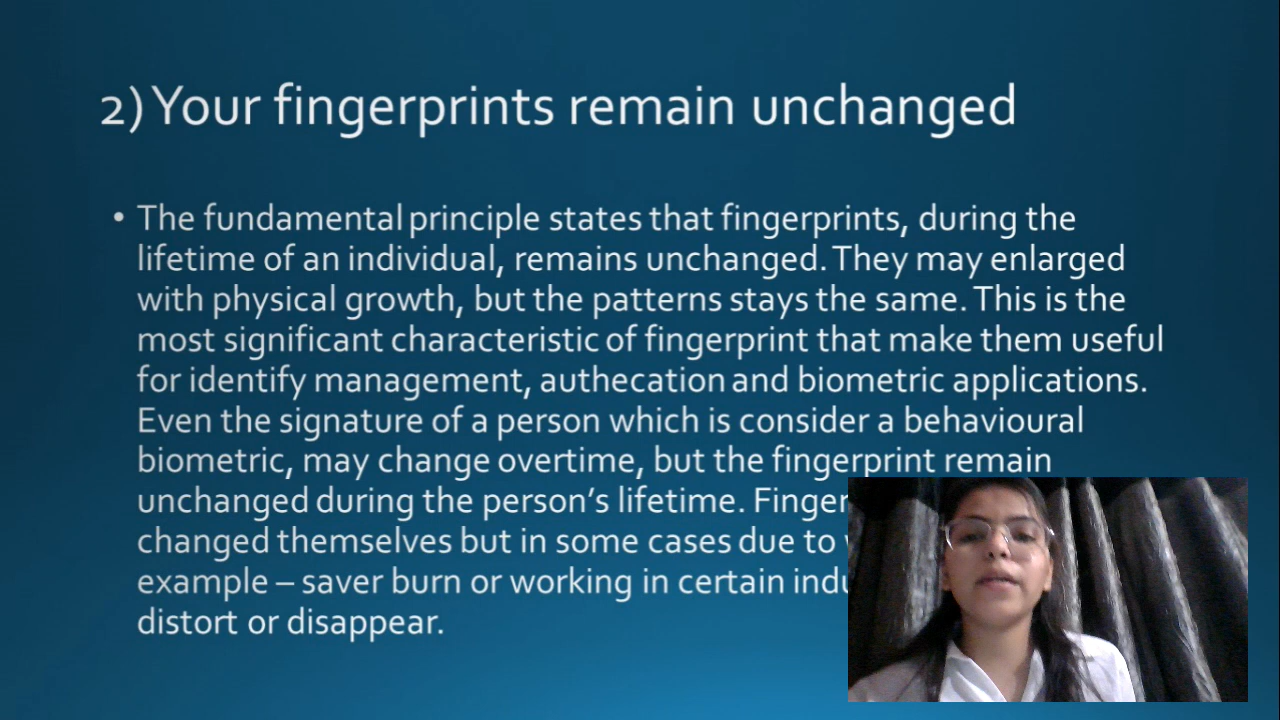 2) Your fingerprints remain unchanged
• The fundamental principle states that fingerprints, during the
lifetime of an individual, remains unchanged. They may enlarged
with physical growth, but the patterns stays the same. This is the
most significant characteristic of fingerprint that make them useful
for identify management, authecation and biometric applications.
Even the signature of a person which is consider a behavioural
biometric, may change overtime, but the fingerprint remain
unchanged during the person's lifetime.
changed themselves but in some cases due to
example – saver burn or working in certain
distort or disappear.